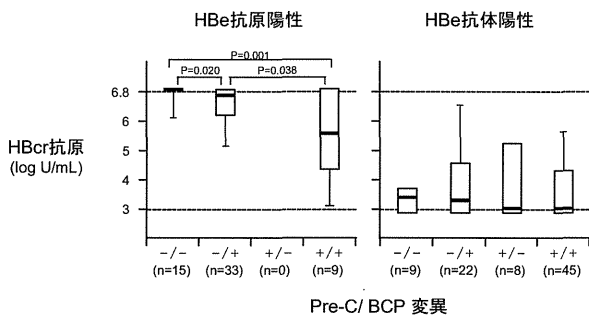 HBe抗原陽性
HBe抗体陽性
P=0.001
P=0.020
P=0.038
6.8
6
5
4
3
HBcr抗原
(log U/mL)
−/− −/+ +/− +/+
(n=15) (n=33) (n=0) (n=9)
−/− −/+ +/− +/+
(n=9) (n=22) (n=8) (n=45)
Pre-C/ BCP 変異